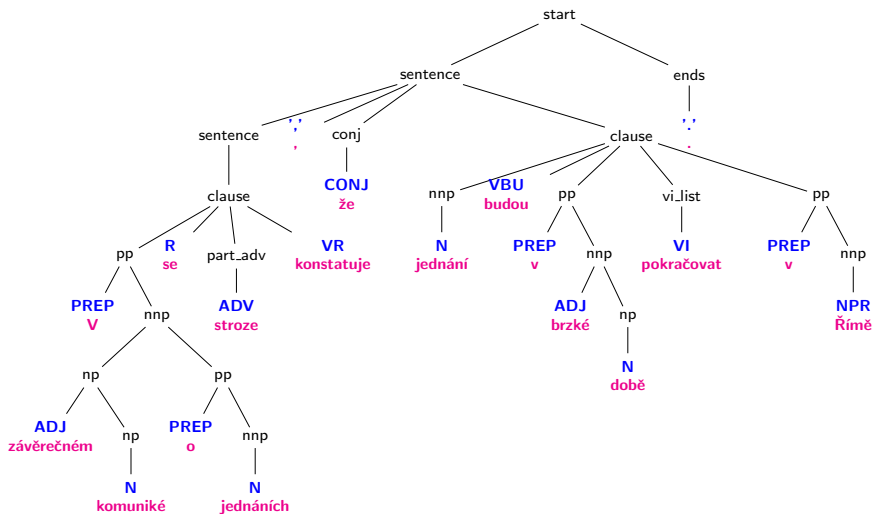 start
sentence ends
sentence ',' conj clause '.'
, .
clause CONJ nnp VBU pp vi_list pp
že budou
pp R part_adv VR N PREP nnp VI PREP nnp
se konstatuje jednání v pokračovat v
PREP nnp ADV ADJ np NPR
V stroze brzké Římě
np pp N
době
ADJ np PREP nnp
závěrečném o
N N
komuniké jednáních